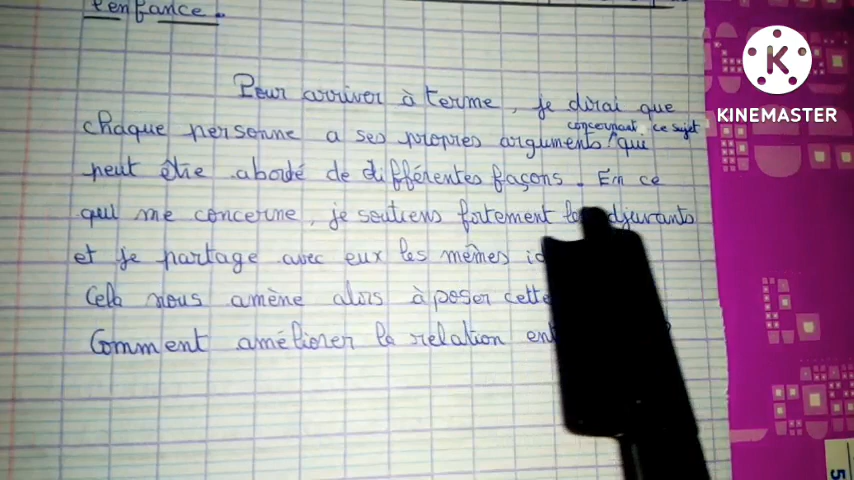 l'enfance.
Pour arriver à terme, je dirai que
chaque personne a ses propres arguments concernant ce sujet que
peut être abordé de différentes façons. En ce
qui me concerne, je soutiens fortement les
et je partage avec eux les mêmes
Cela nous amène alors à poser cette
Comment améliorer la relation
KINEMASTER
5